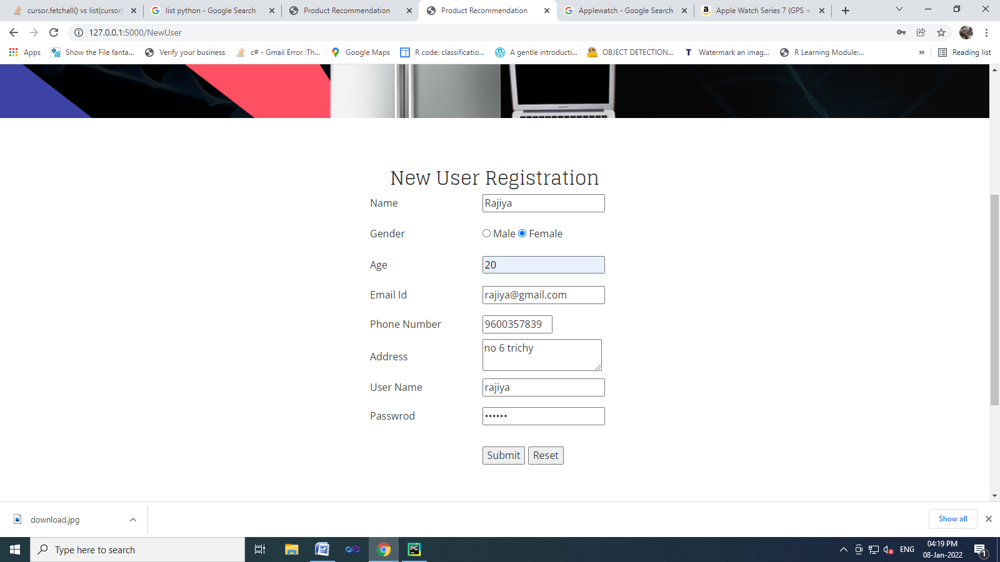 cursor.fetchall() vs list(cursor)
list python - Google Search
Product Recommendation
Product Recommendation
Applewatch - Google Search
Apple Watch Series 7 (GPS +
127.0.0.1:5000/NewUser
Apps
Show the File fanta...
Verify your business
c# - Gmail Error :Th...
Google Maps
R code: classificatio...
A gentle introducti...
OBJECT DETECTION...
T Watermark an imag...
R Learning Module:...
»
Reading list
New User Registration
Name Rajiya
Gender Male Female
Age 20
Email Id rajiya@gmail.com
Phone Number 9600357839
Address no 6 trichy
User Name rajiya
Passwrod ••••••
Submit Reset
download.jpg
Show all
Type here to search
ENG
04:19 PM
08-Jan-2022
1